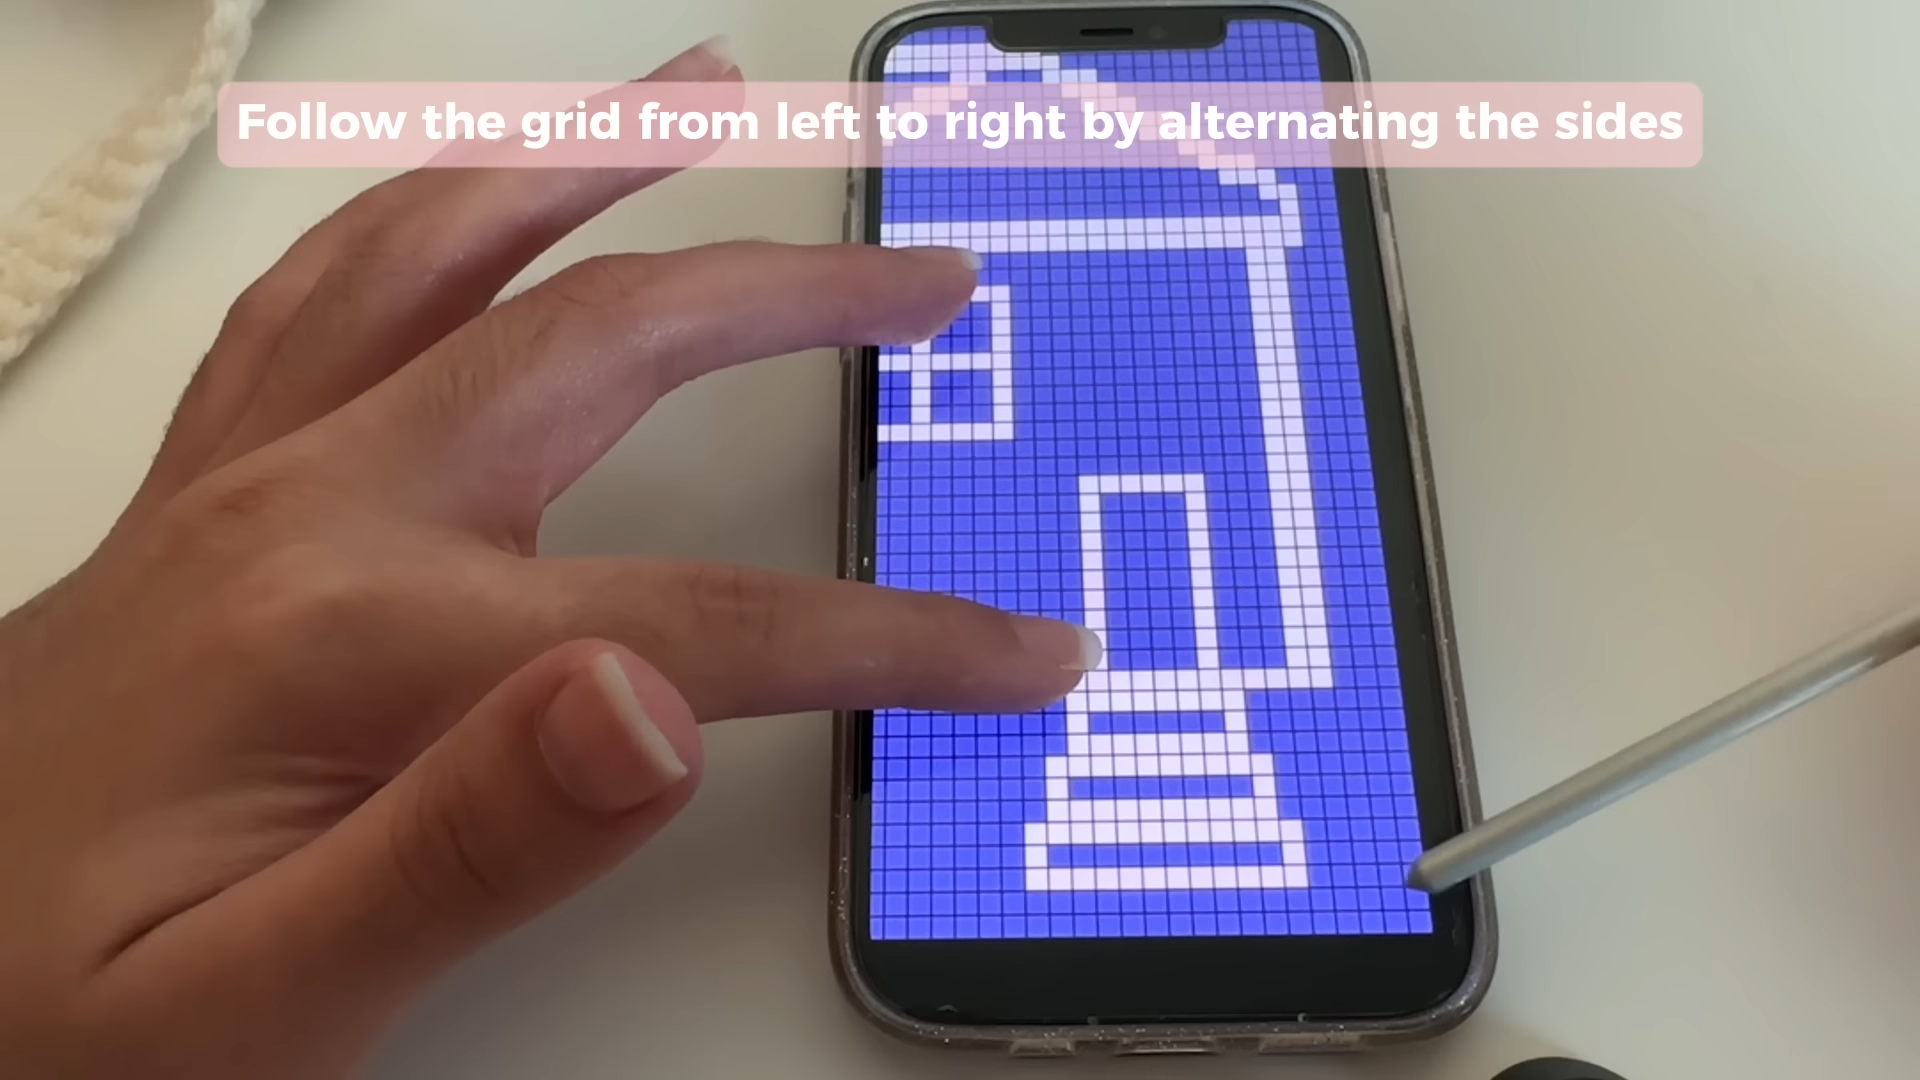 Follow the grid from left to right by alternating the sides